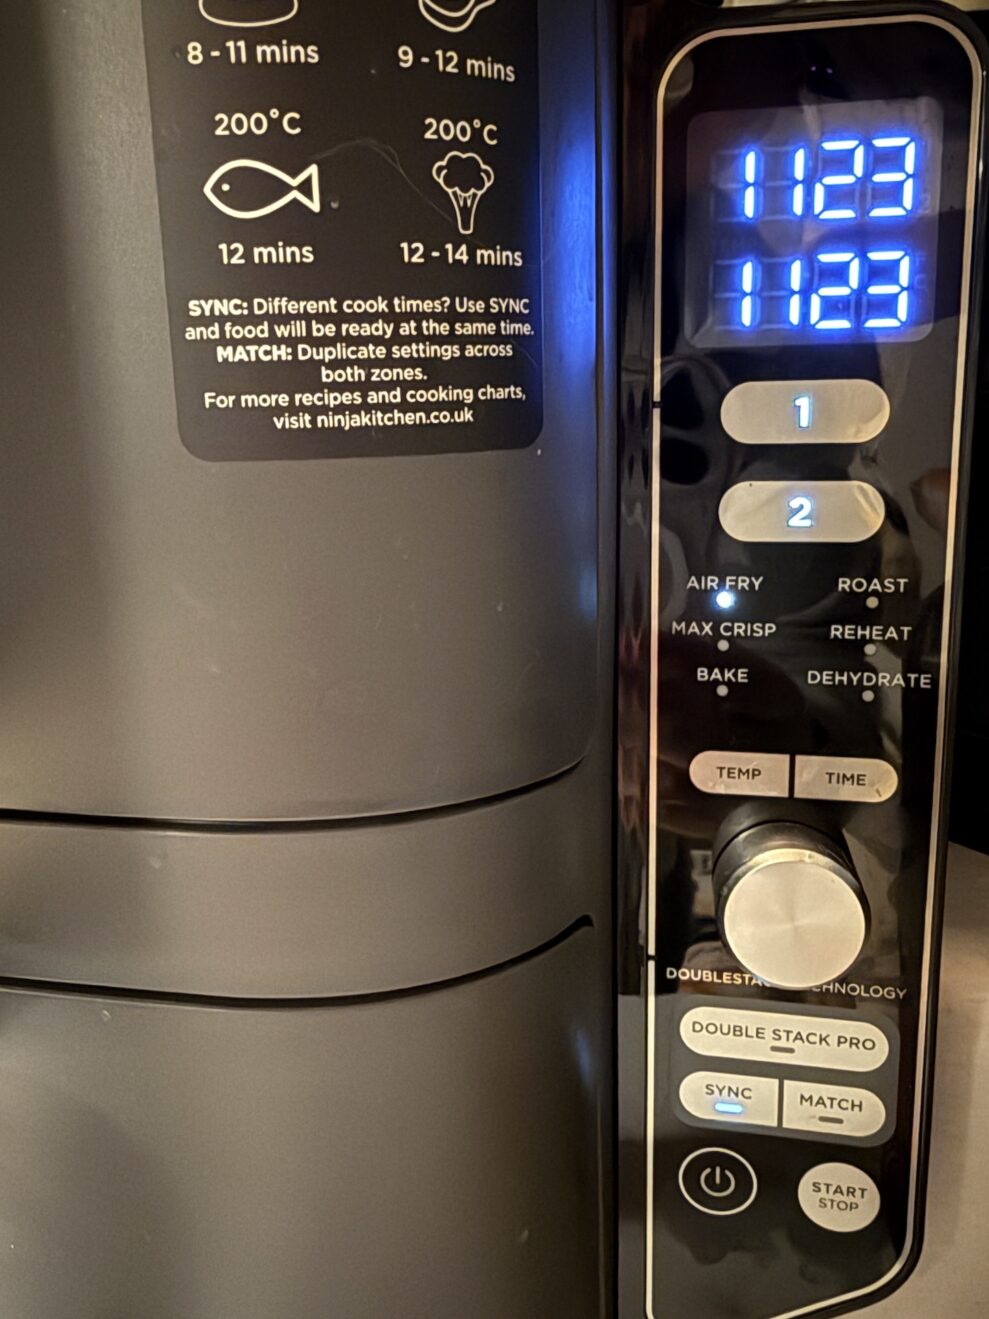 8 - 11 mins
9 - 12 mins
200°C
200°C
12 mins
12 - 14 mins
SYNC: Different cook times? Use SYNC
and food will be ready at the same time.
MATCH: Duplicate settings across
both zones.
For more recipes and cooking charts,
visit ninjakitchen.co.uk
1123
1123
1
2
AIR FRY
ROAST
MAX CRISP
REHEAT
BAKE
DEHYDRATE
TEMP
TIME
DOUBLE STACK PRO
SYNC
MATCH
START
STOP